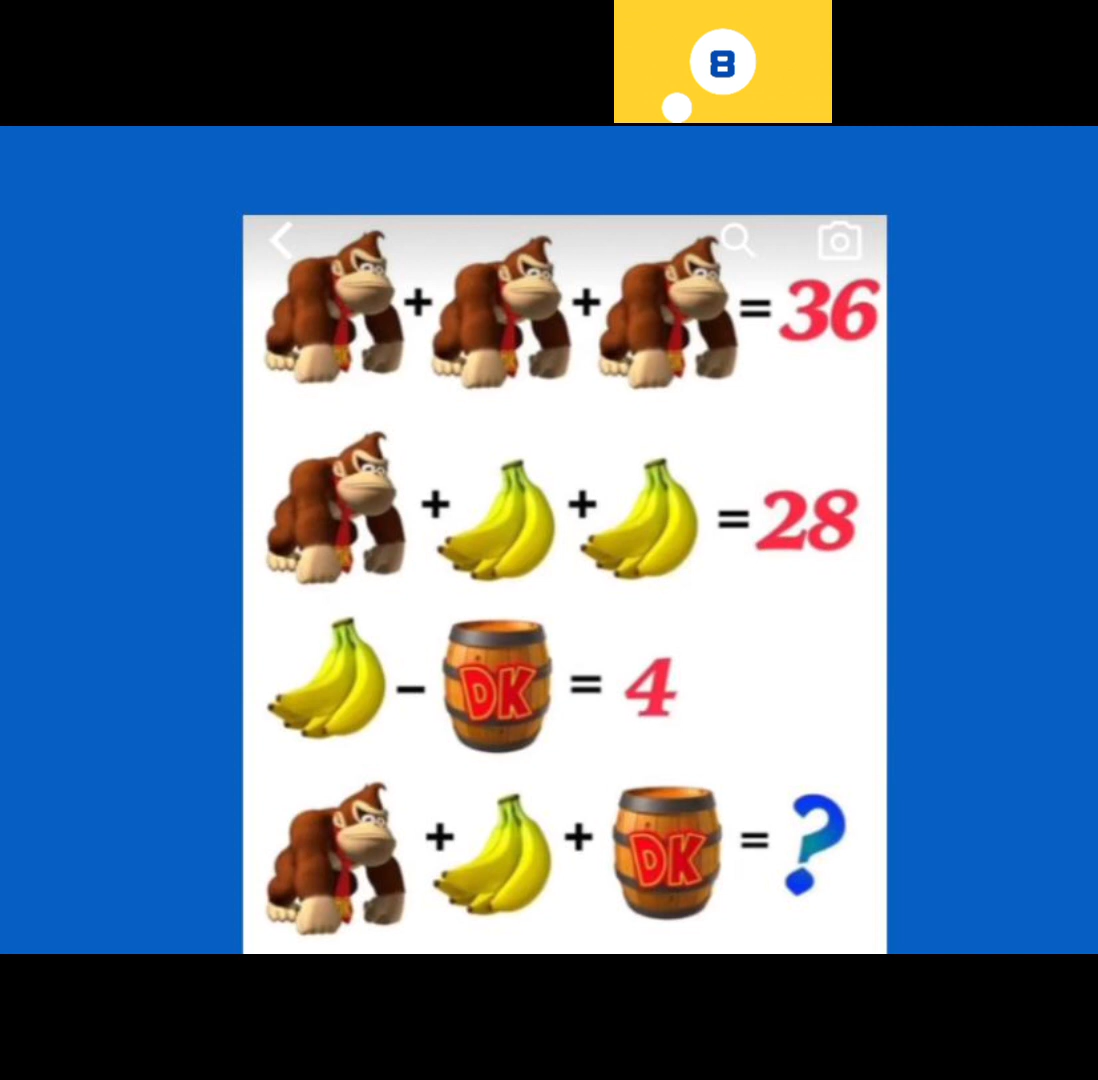 8
+ + = 36
+ + = 28
− DK = 4
+ + DK = ?